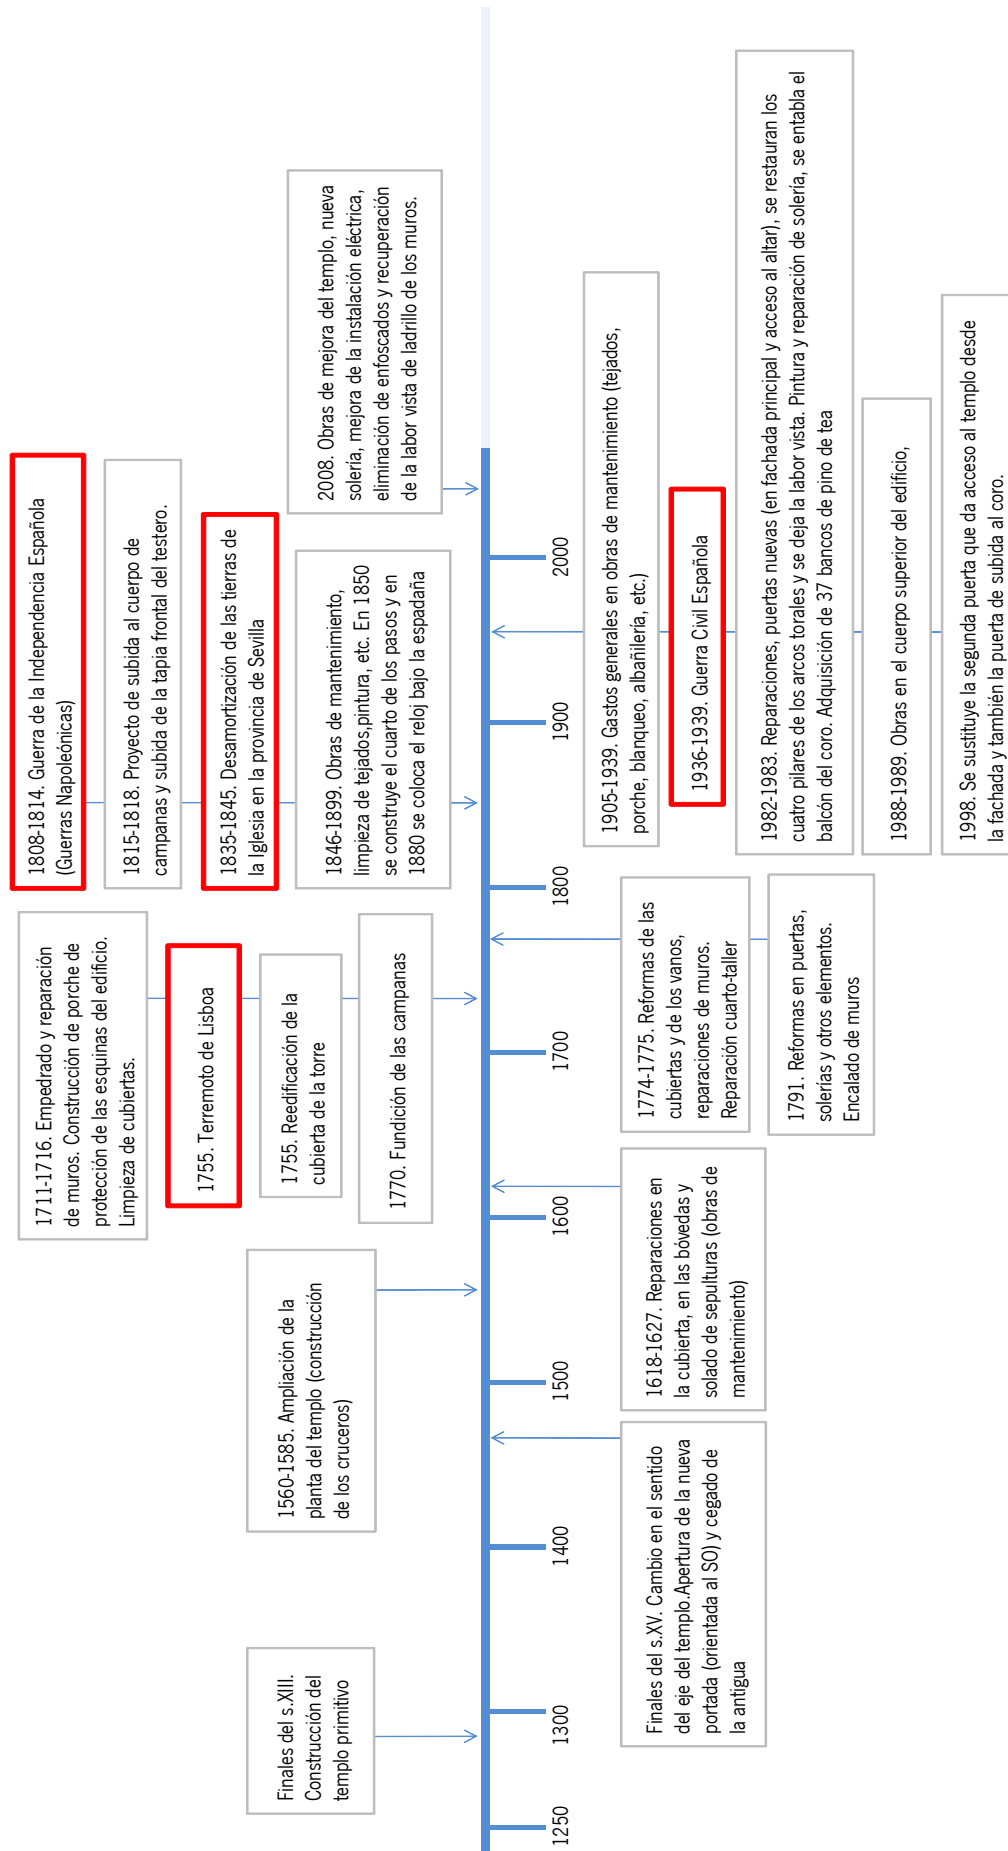 Finales del s.XIII.
Construcción del
templo primitivo
1560-1585. Ampliación de la
planta del templo (construcción
de los cruceros)
1711-1716. Empedrado y reparación
de muros. Construcción de porche de
protección de las esquinas del edificio.
Limpieza de cubiertas.
1755. Terremoto de Lisboa
1755. Reedificación de la
cubierta de la torre
1770. Fundición de las campanas
1808-1814. Guerra de la Independencia Española
(Guerras Napoleónicas)
1815-1818. Proyecto de subida al cuerpo de
campanas y subida de la tapia frontal del testero.
1835-1845. Desamortización de las tierras de
la Iglesia en la provincia de Sevilla
1846-1899. Obras de mantenimiento,
limpieza de tejados,pintura, etc. En 1850
se construye el cuarto de los pasos y en
1880 se coloca el reloj bajo la espadaña
2008. Obras de mejora del templo, nueva
solería, mejora de la instalación eléctrica,
eliminación de enfoscados y recuperación
de la labor vista de ladrillo de los muros.
1250
1300
1400
1500
1600
1700
1800
1900
2000
Finales del s.XV. Cambio en el sentido
del eje del templo.Apertura de la nueva
portada (orientada al SO) y cegado de
la antigua
1618-1627. Reparaciones en
la cubierta, en las bóvedas y
solado de sepulturas (obras de
mantenimiento)
1774-1775. Reformas de las
cubiertas y de los vanos,
reparaciones de muros.
Reparación cuarto-taller
1791. Reformas en puertas,
solerías y otros elementos.
Encalado de muros
1905-1939. Gastos generales en obras de mantenimiento (tejados,
porche, blanqueo, albañilería, etc.)
1936-1939. Guerra Civil Española
1982-1983. Reparaciones, puertas nuevas (en fachada principal y acceso al altar), se restauran los
cuatro pilares de los arcos torales y se deja la labor vista. Pintura y reparación de solería, se entabla el
balcón del coro. Adquisición de 37 bancos de pino de tea
1988-1989. Obras en el cuerpo superior del edificio,
1998. Se sustituye la segunda puerta que da acceso al templo desde
la fachada y también la puerta de subida al coro.